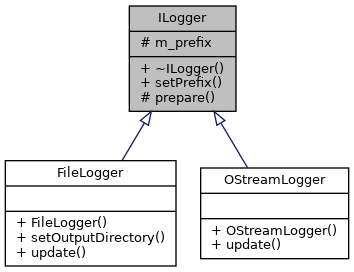 ILogger
# m_prefix
+ ~ILogger()
+ setPrefix()
# prepare()
FileLogger
+ FileLogger()
+ setOutputDirectory()
+ update()
OStreamLogger
+ OStreamLogger()
+ update()